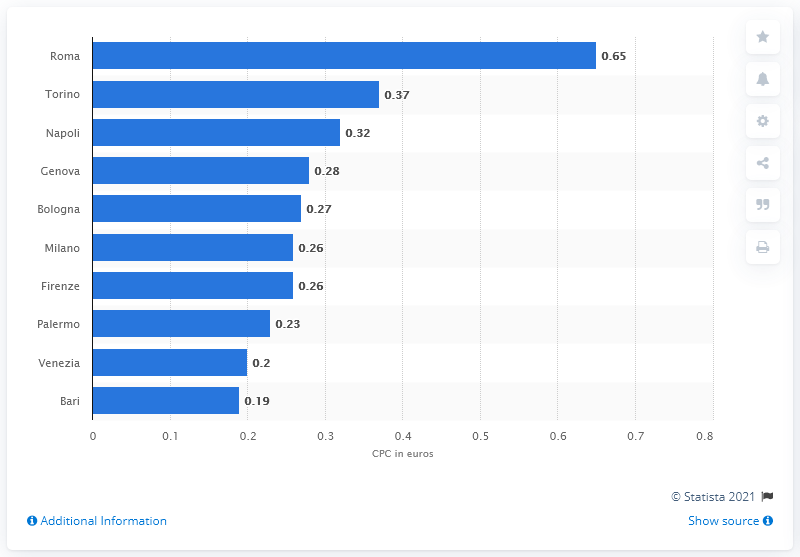 Roma 0.65
Torino 0.37
Napoli 0.32
Genova 0.28
Bologna 0.27
Milano 0.26
Firenze 0.26
Palermo 0.23
Venezia 0.2
Bari 0.19
0 0.1 0.2 0.3 0.4 0.5 0.6 0.7 0.8
CPC in euros
© Statista 2021
Additional Information
Show source